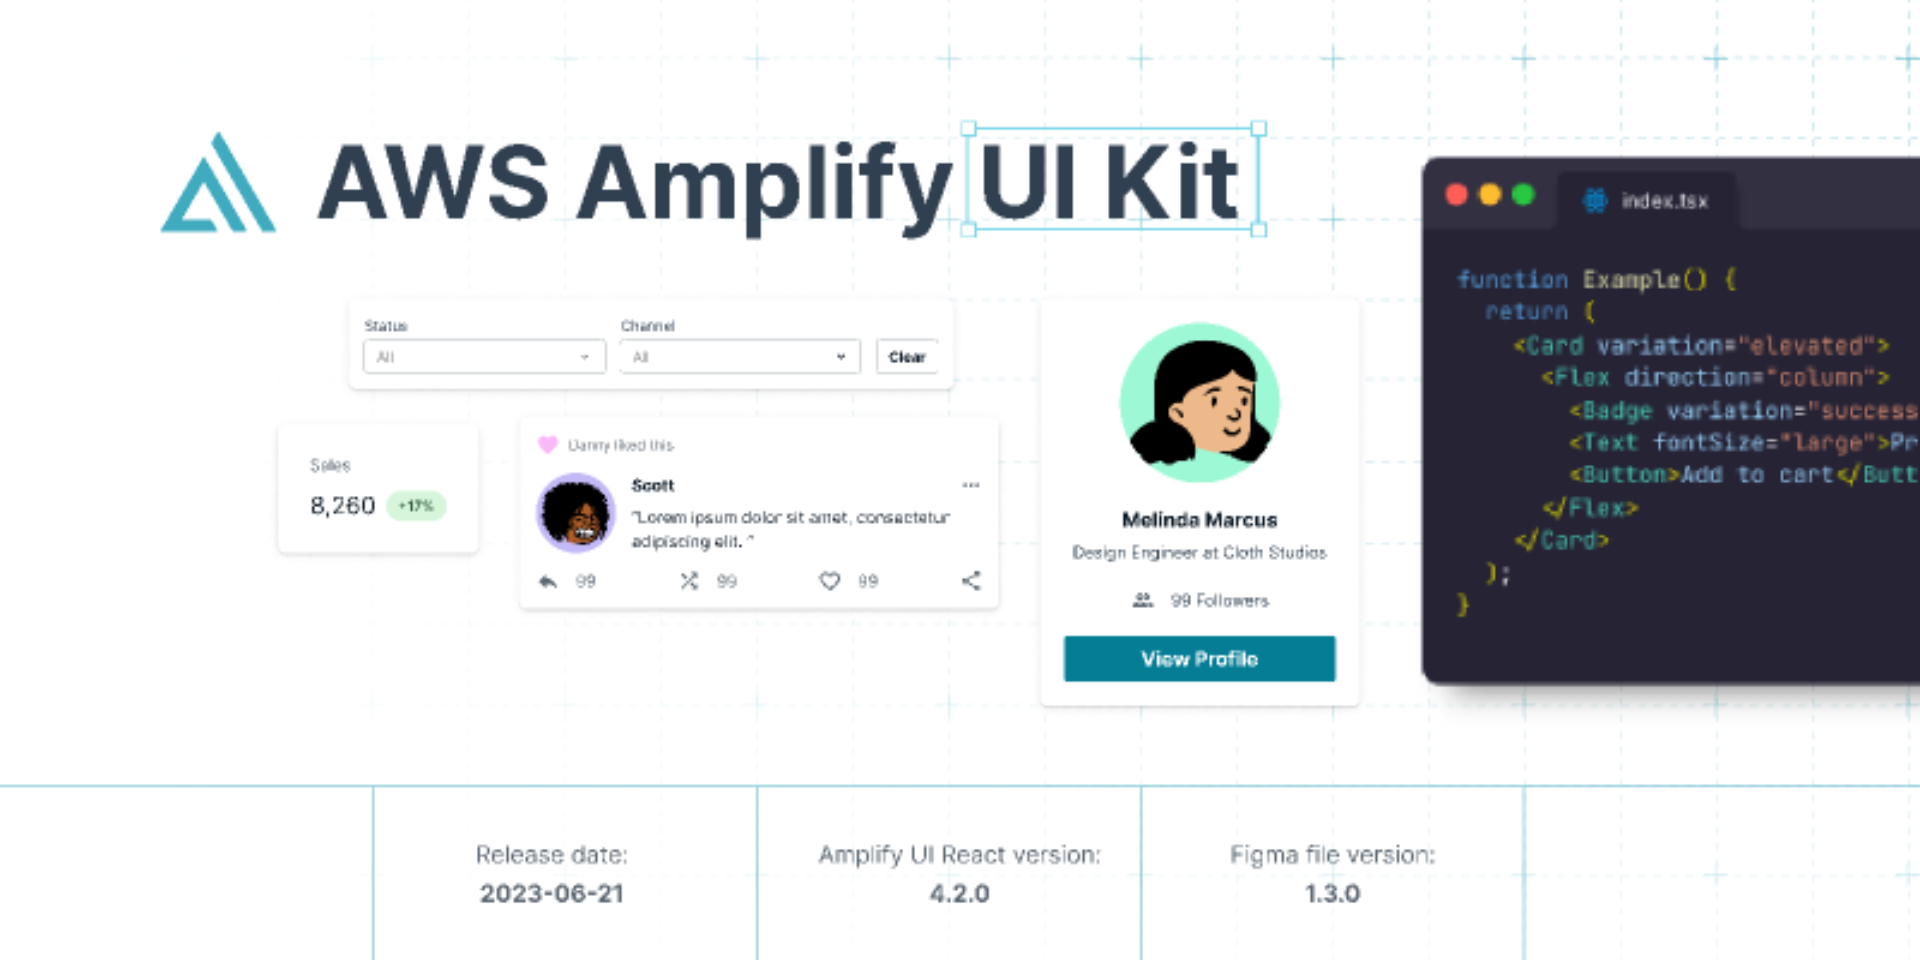 AWS Amplify UI Kit
Status
All
Channel
All
Clear
Sales
8,260
+17%
Danny liked this
Scott
"Lorem ipsum dolor sit amet, consectetur
adipiscing elit. "
99
99
99
Melinda Marcus
Design Engineer at Cloth Studios
99 Followers
View Profile
index.tsx
function Example() {
return (
<Card variation="elevated">
<Flex direction="column">
<Badge variation="success
<Text fontSize="large">Pr
<Button>Add to cart</Butt
</Flex>
</Card>
);
}
Release date:
2023-06-21
Amplify UI React version:
4.2.0
Figma file version:
1.3.0